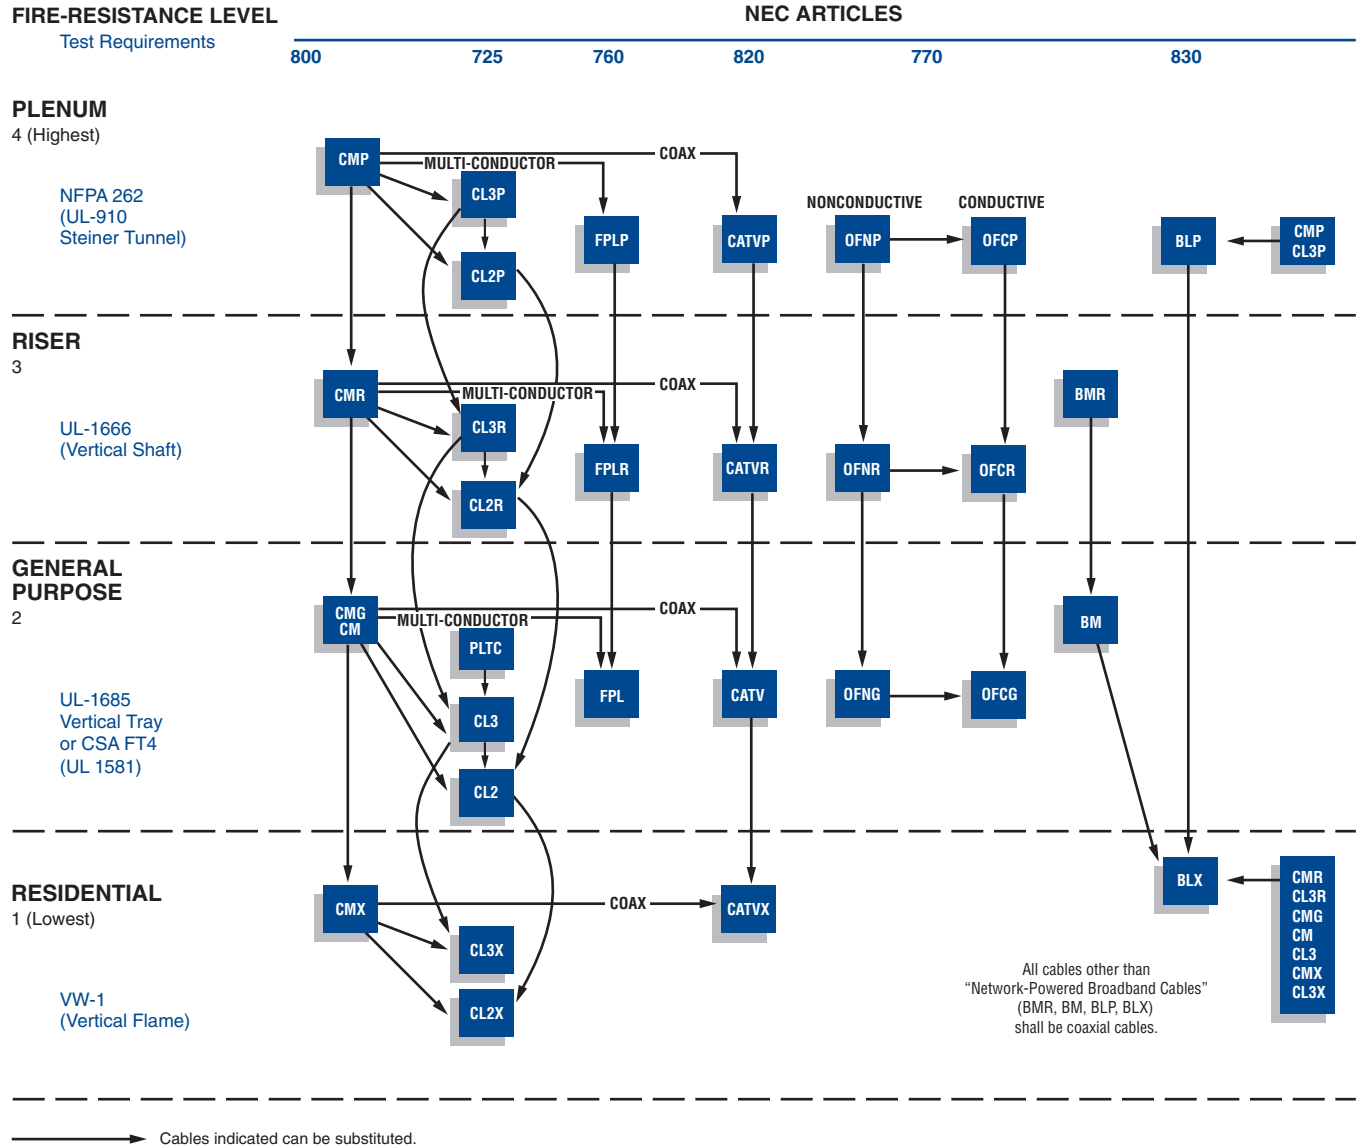 FIRE-RESISTANCE LEVEL
Test Requirements
NEC ARTICLES
800 725 760 820 770 830
PLENUM
4 (Highest)
NFPA 262
(UL-910
Steiner Tunnel)
CMP
MULTI-CONDUCTOR
COAX
CL3P
CL2P
FPLP
CATVP
NONCONDUCTIVE
OFNP
CONDUCTIVE
OFCP
BLP
CMP
CL3P
RISER
3
UL-1666
(Vertical Shaft)
CMR
MULTI-CONDUCTOR
COAX
CL3R
CL2R
FPLR
CATVR
OFNR
OFCR
BMR
GENERAL
PURPOSE
2
UL-1685
Vertical Tray
or CSA FT4
(UL 1581)
CMG
CM
MULTI-CONDUCTOR
COAX
PLTC
CL3
CL2
FPL
CATV
OFNG
OFCG
BM
RESIDENTIAL
1 (Lowest)
VW-1
(Vertical Flame)
CMX
COAX
CL3X
CL2X
CATVX
BLX
CMR
CL3R
CMG
CM
CL3
CMX
CL3X
All cables other than
“Network-Powered Broadband Cables”
(BMR, BM, BLP, BLX)
shall be coaxial cables.
Cables indicated can be substituted.